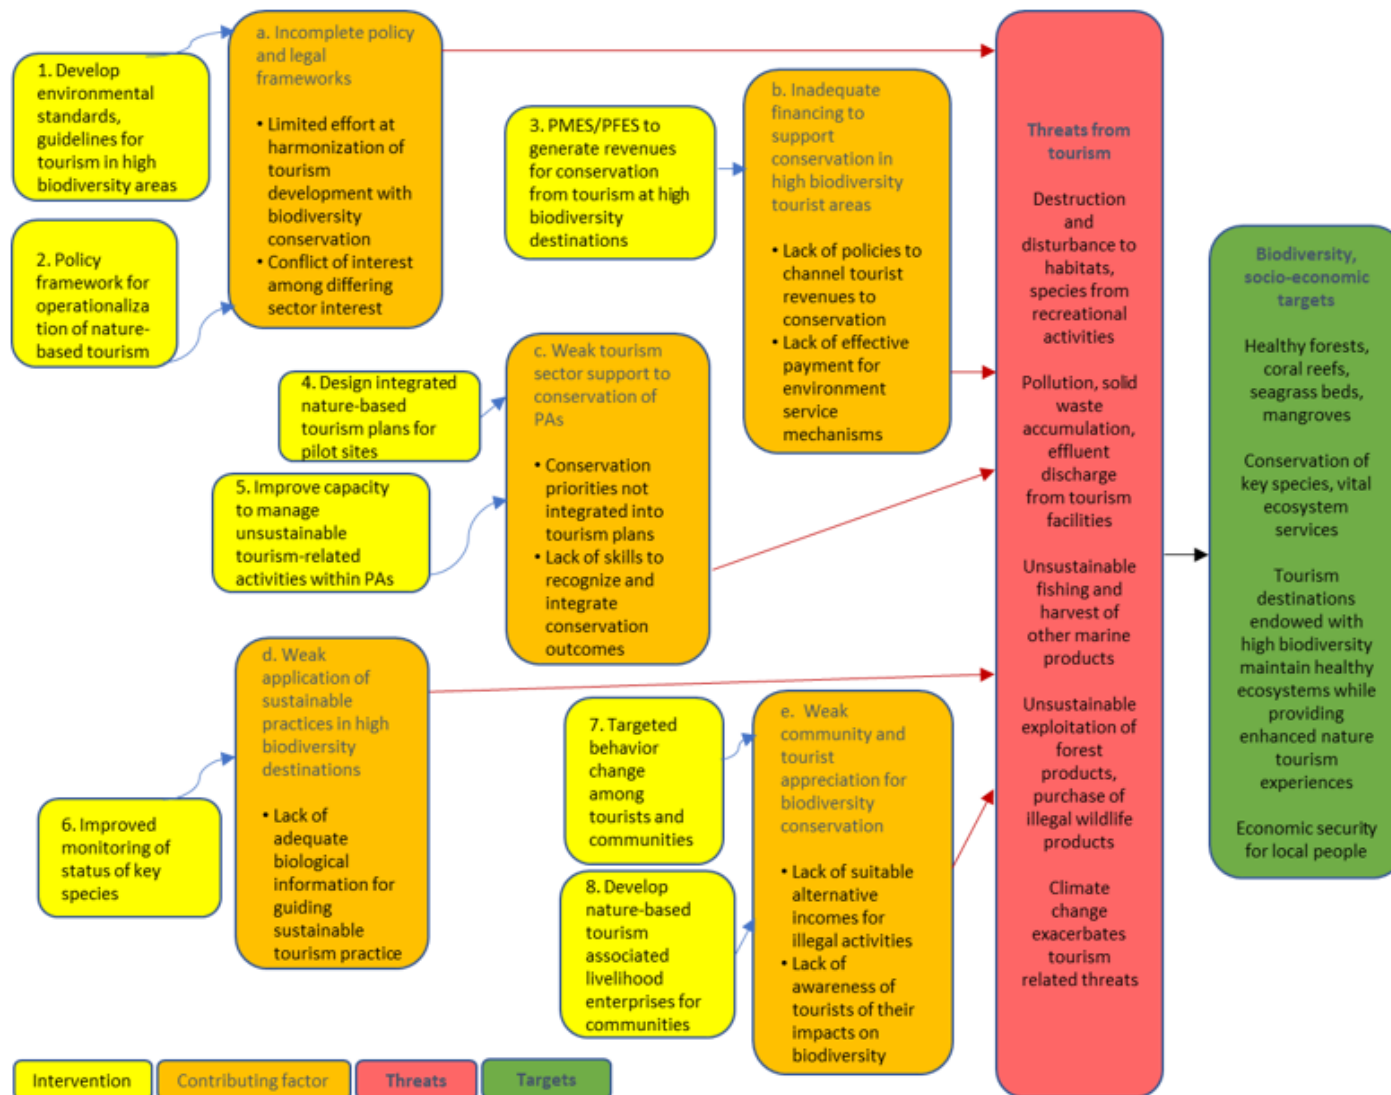 1. Develop
environmental
standards,
guidelines for
tourism in high
biodiversity areas
2. Policy
framework for
operationaliza
tion of nature-
based tourism
a. Incomplete policy
and legal
frameworks
• Limited effort at
harmonization of
tourism
development with
biodiversity
conservation
• Conflict of interest
among differing
sector interest
3. PMES/PFES to
generate revenues
for conservation
from tourism at high
biodiversity
destinations
b. Inadequate
financing to
support
conservation in
high biodiversity
tourist areas
• Lack of policies to
channel tourist
revenues to
conservation
• Lack of effective
payment for
environment
service
mechanisms
4. Design integrated
nature-based
tourism plans for
pilot sites
5. Improve capacity
to manage
unsustainable
tourism-related
activities within PAs
c. Weak tourism
sector support to
conservation of
PAs
• Conservation
priorities not
integrated into
tourism plans
• Lack of skills to
recognize and
integrate
conservation
outcomes
6. Improved
monitoring of
status of key
species
d. Weak
application of
sustainable
practices in high
biodiversity
destinations
• Lack of
adequate
biological
information for
guiding
sustainable
tourism practice
7. Targeted
behavior
change
among
tourists and
communities
8. Develop
nature-based
tourism
associated
livelihood
enterprises for
communities
e. Weak
community and
tourist
appreciation for
biodiversity
conservation
• Lack of suitable
alternative
incomes for
illegal activities
• Lack of
awareness of
tourists of their
impacts on
biodiversity
Threats from
tourism
Destruction
and
disturbance to
habitats,
species from
recreational
activities
Pollution, solid
waste
accumulation,
effluent
discharge
from tourism
facilities
Unsustainable
fishing and
harvest of
other marine
products
Unsustainable
exploitation of
forest
products,
purchase of
illegal wildlife
products
Climate
change
exacerbates
tourism
related threats
Biodiversity,
socio-economic
targets
Healthy forests,
coral reefs,
seagrass beds,
mangroves
Conservation of
key species, vital
ecosystem
services
Tourism
destinations
endowed with
high biodiversity
maintain healthy
ecosystems while
providing
enhanced nature
tourism
experiences
Economic security
for local people
Intervention
Contributing factor
Threats
Targets